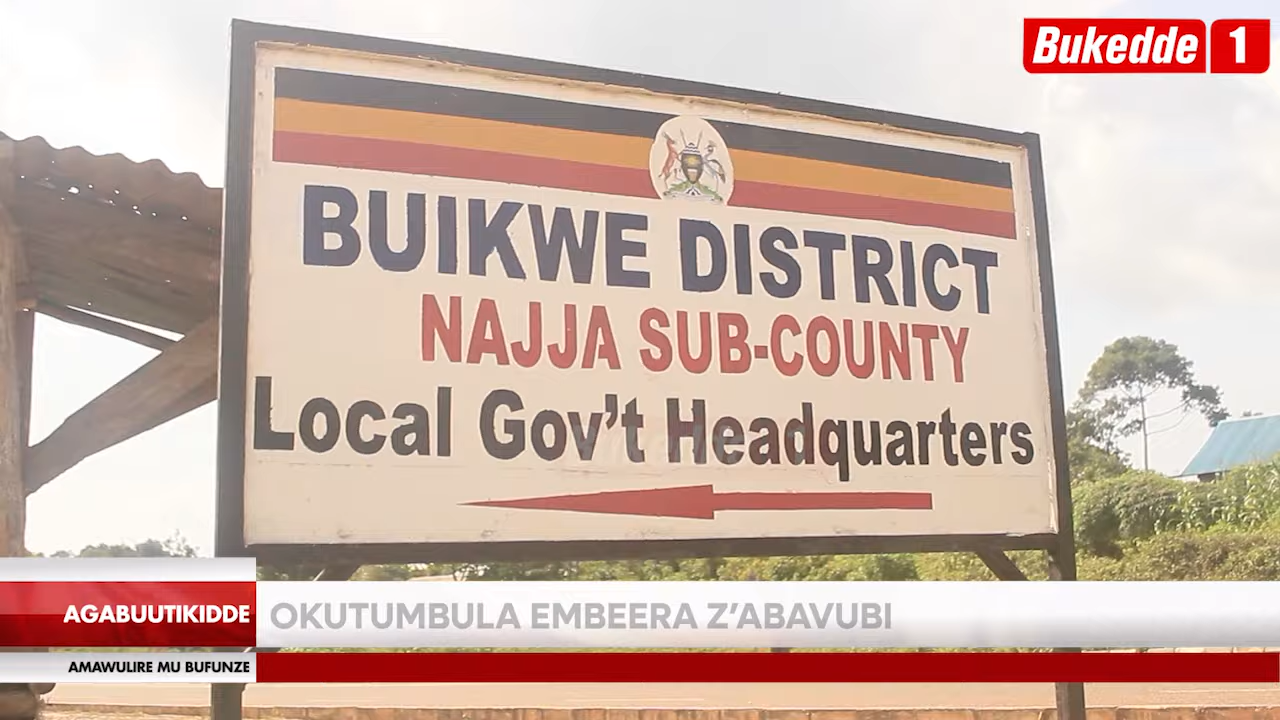 Bukedde 1
BUIKWE DISTRICT
NAJJA SUB-COUNTY
Local Gov't Headquarters
AGABUUTIKIDDE
OKUTUMBULA EMBEERA Z'ABAVUBI
AMAWULIRE MU BUFUNZE